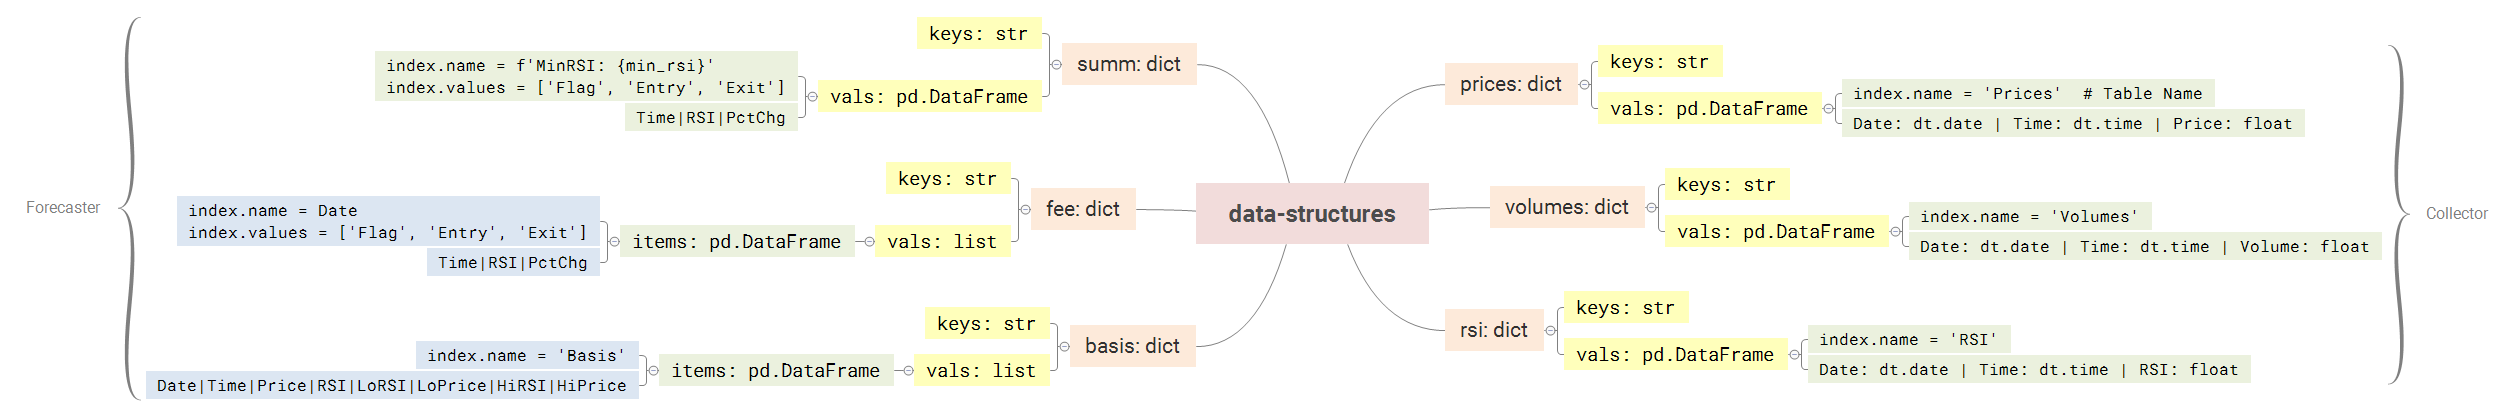 Forecaster
data-structures
summ: dict
keys: str
vals: pd.DataFrame
index.name = f'MinRSI: {min_rsi}'
index.values = ['Flag', 'Entry', 'Exit']
Time|RSI|PctChg
fee: dict
keys: str
vals: list
items: pd.DataFrame
index.name = Date
index.values = ['Flag', 'Entry', 'Exit']
Time|RSI|PctChg
basis: dict
keys: str
vals: list
items: pd.DataFrame
index.name = 'Basis'
Date|Time|Price|RSI|LoRSI|LoPrice|HiRSI|HiPrice
prices: dict
keys: str
vals: pd.DataFrame
index.name = 'Prices'  # Table Name
Date: dt.date | Time: dt.time | Price: float
volumes: dict
keys: str
vals: pd.DataFrame
index.name = 'Volumes'
Date: dt.date | Time: dt.time | Volume: float
rsi: dict
keys: str
vals: pd.DataFrame
index.name = 'RSI'
Date: dt.date | Time: dt.time | RSI: float
Collector